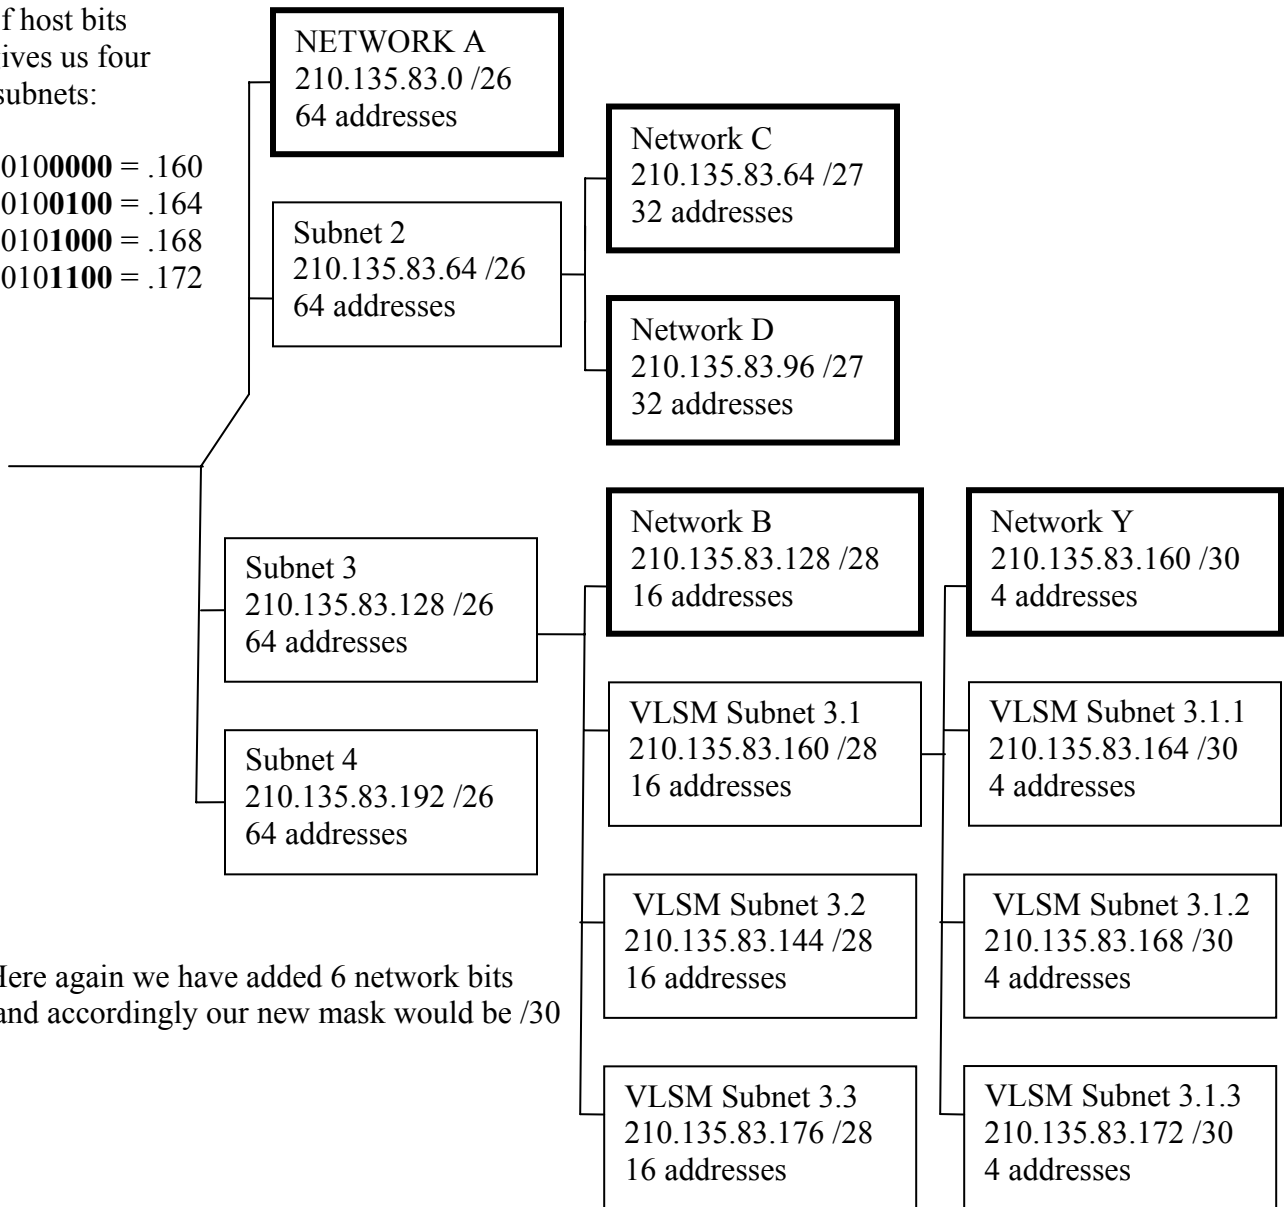 f host bits
ives us four
subnets:
0100000 = .160
0100100 = .164
0101000 = .168
0101100 = .172
NETWORK A
210.135.83.0 /26
64 addresses
Subnet 2
210.135.83.64 /26
64 addresses
Network C
210.135.83.64 /27
32 addresses
Network D
210.135.83.96 /27
32 addresses
Subnet 3
210.135.83.128 /26
64 addresses
Subnet 4
210.135.83.192 /26
64 addresses
Network B
210.135.83.128 /28
16 addresses
VLSM Subnet 3.1
210.135.83.160 /28
16 addresses
VLSM Subnet 3.2
210.135.83.144 /28
16 addresses
VLSM Subnet 3.3
210.135.83.176 /28
16 addresses
Network Y
210.135.83.160 /30
4 addresses
VLSM Subnet 3.1.1
210.135.83.164 /30
4 addresses
VLSM Subnet 3.1.2
210.135.83.168 /30
4 addresses
VLSM Subnet 3.1.3
210.135.83.172 /30
4 addresses
Here again we have added 6 network bits
and accordingly our new mask would be /30